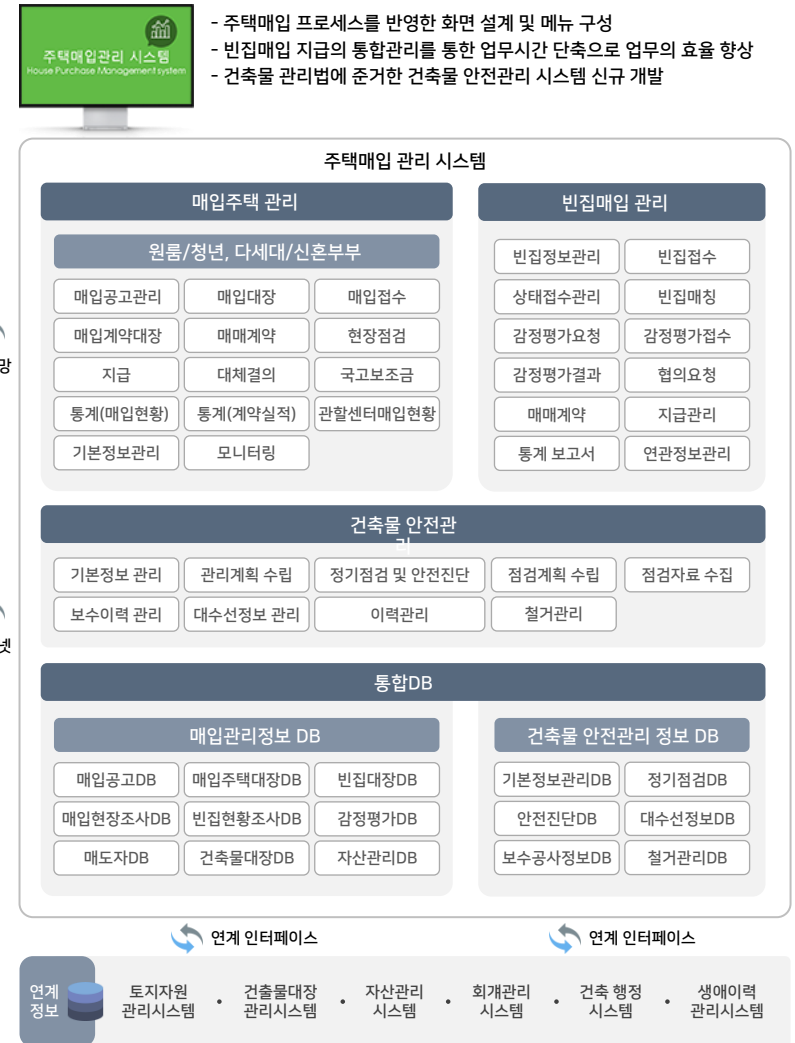 주택매입관리 시스템
House Purchase Management system
- 주택매입 프로세스를 반영한 화면 설계 및 메뉴 구성
- 빈집매입 지급의 통합관리를 통한 업무시간 단축으로 업무의 효율 향상
- 건축물 관리법에 준거한 건축물 안전관리 시스템 신규 개발
주택매입 관리 시스템
매입주택 관리
원룸/청년, 다세대/신혼부부
매입공고관리 매입대장 매입접수
매입계약대장 매매계약 현장점검
지급 대체결의 국고보조금
통계(매입현황) 통계(계약실적) 관할센터매입현황
기본정보관리 모니터링
빈집매입 관리
빈집정보관리 빈집접수
상태접수관리 빈집매칭
감정평가요청 감정평가접수
감정평가결과 협의요청
매매계약 지급관리
통계 보고서 연관정보관리
망
건축물 안전관
리
기본정보 관리 관리계획 수립 정기점검 및 안전진단 점검계획 수립 점검자료 수집
보수이력 관리 대수선정보 관리 이력관리 철거관리
넷
통합DB
매입관리정보 DB
매입공고DB 매입주택대장DB 빈집대장DB
매입현장조사DB 빈집현황조사DB 감정평가DB
매도자DB 건축물대장DB 자산관리DB
건축물 안전관리 정보 DB
기본정보관리DB 정기점검DB
안전진단DB 대수선정보DB
보수공사정보DB 철거관리DB
연계 인터페이스 연계 인터페이스
연계
정보
토지자원
관리시스템
건출물대장
관리시스템
자산관리
시스템
회걔관리
시스템
건축 행정
시스템
생애이력
관리시스템